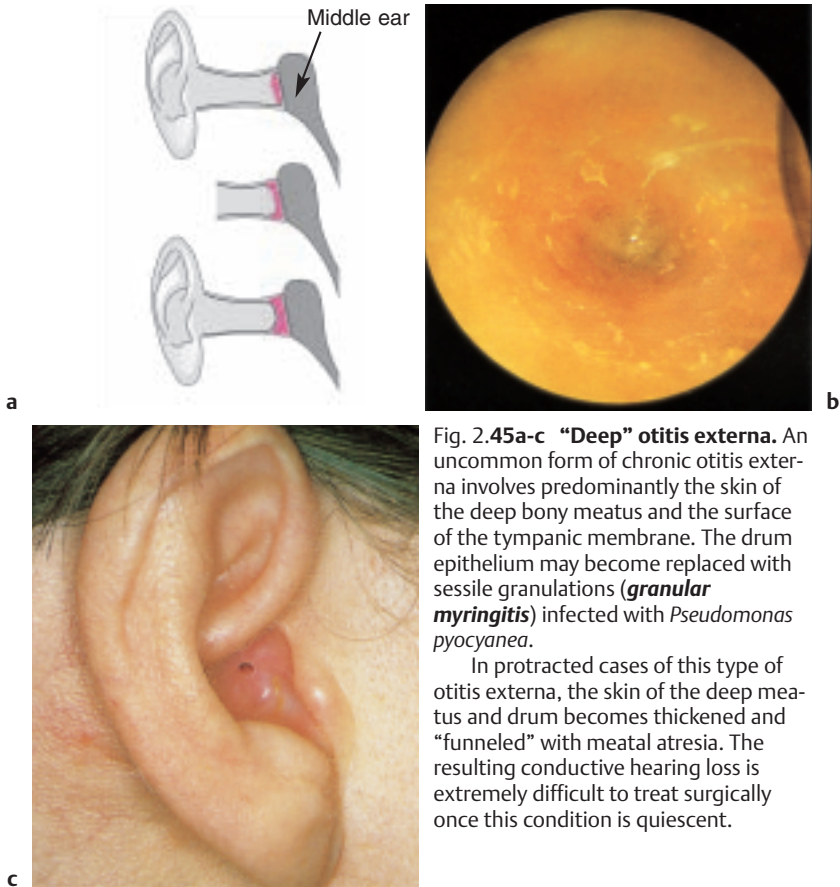 Middle ear
a
b
Fig. 2.45a-c “Deep” otitis externa. An
uncommon form of chronic otitis exter-
na involves predominantly the skin of
the deep bony meatus and the surface
of the tympanic membrane. The drum
epithelium may become replaced with
sessile granulations (granular
myringitis) infected with Pseudomonas
pyocyanea.
In protracted cases of this type of
otitis externa, the skin of the deep mea-
tus and drum becomes thickened and
“funneled” with meatal atresia. The
resulting conductive hearing loss is
extremely difficult to treat surgically
once this condition is quiescent.
c